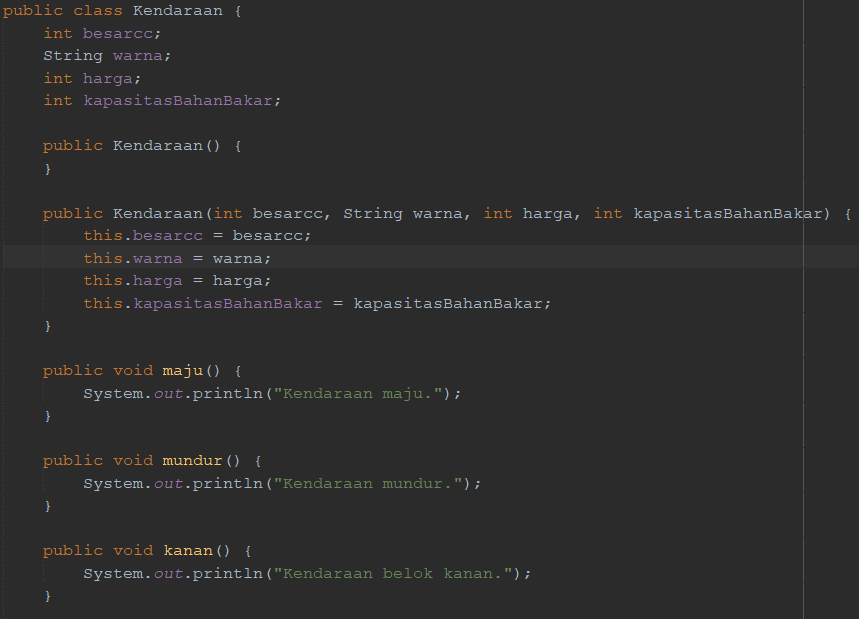 public class Kendaraan {
    int besarcc;
    String warna;
    int harga;
    int kapasitasBahanBakar;

    public Kendaraan() {
    }

    public Kendaraan(int besarcc, String warna, int harga, int kapasitasBahanBakar) {
        this.besarcc = besarcc;
        this.warna = warna;
        this.harga = harga;
        this.kapasitasBahanBakar = kapasitasBahanBakar;
    }

    public void maju() {
        System.out.println("Kendaraan maju.");
    }

    public void mundur() {
        System.out.println("Kendaraan mundur.");
    }

    public void kanan() {
        System.out.println("Kendaraan belok kanan.");
    }